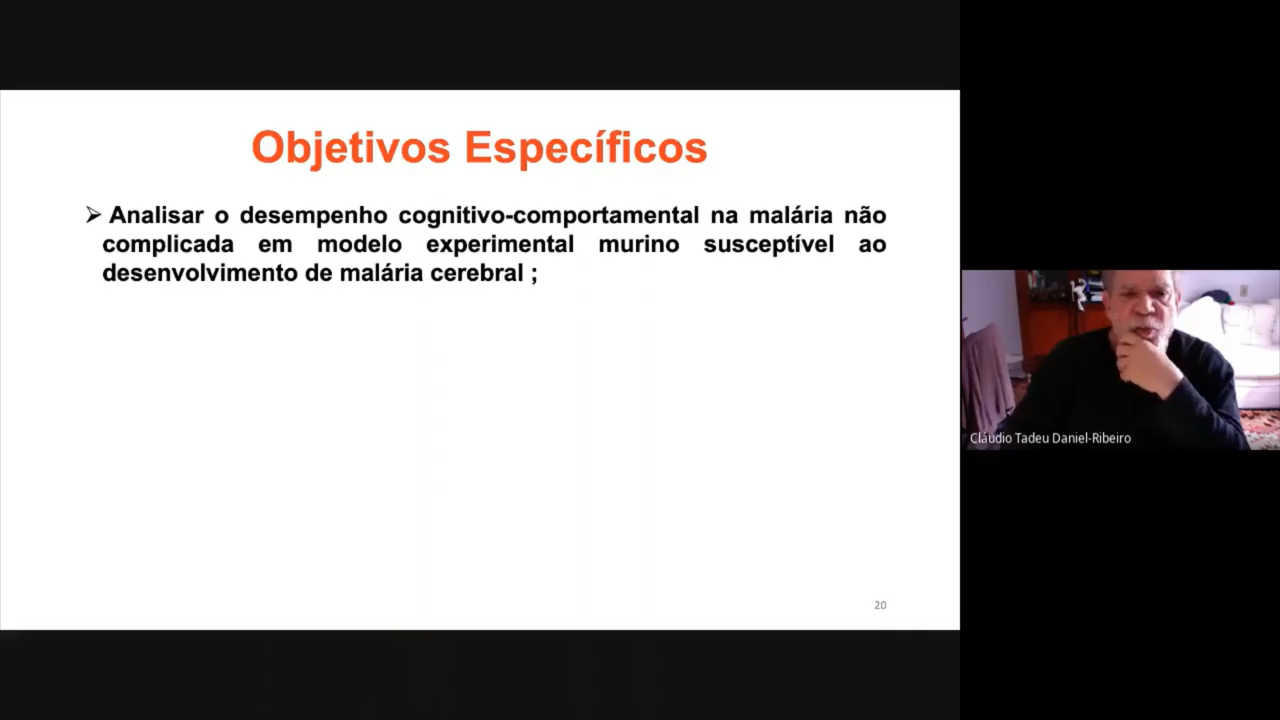 Objetivos Específicos
➢ Analisar o desempenho cognitivo-comportamental na malária não
complicada em modelo experimental murino susceptível ao
desenvolvimento de malária cerebral ;
20
Cláudio Tadeu Daniel-Ribeiro